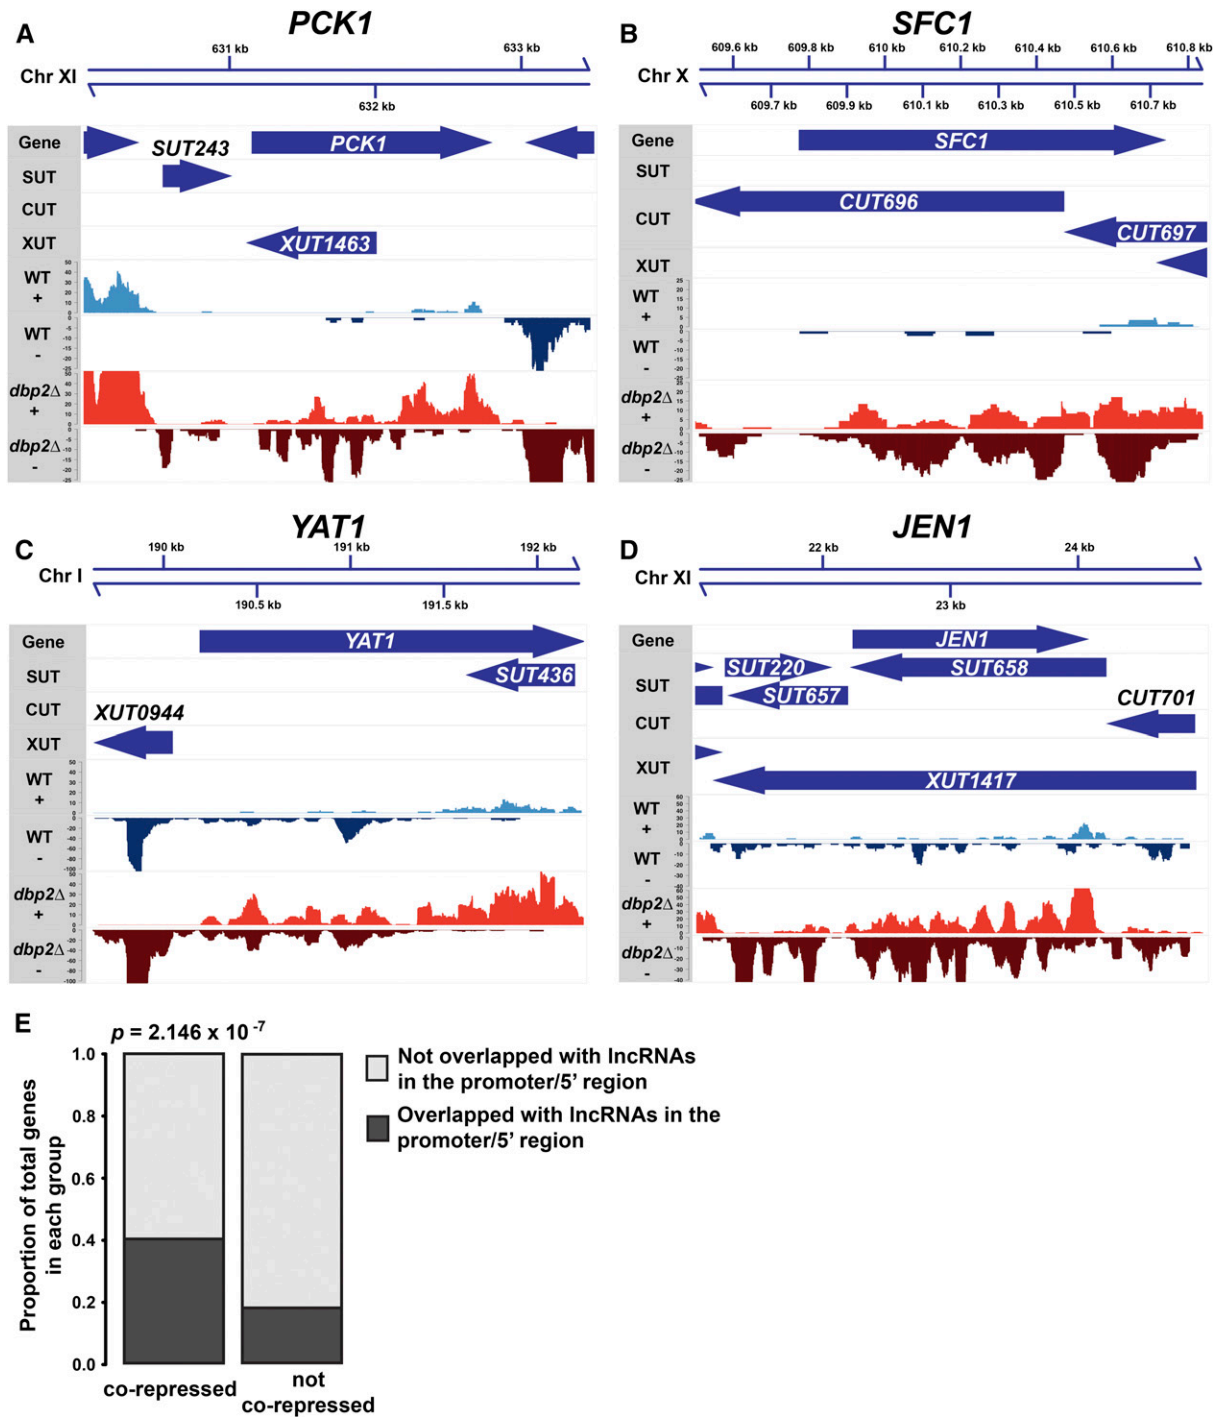 A
PCK1
631 kb
633 kb
Chr XI
632 kb
Gene
PCK1
SUT243
SUT
CUT
XUT
XUT1463
WT
+
WT
-
dbp2Δ
+
dbp2Δ
-
B
SFC1
609.6 kb
609.8 kb
610 kb
610.2 kb
610.4 kb
610.6 kb
610.8 kb
Chr X
609.7 kb
609.9 kb
610.1 kb
610.3 kb
610.5 kb
610.7 kb
Gene
SFC1
SUT
CUT
CUT696
CUT697
XUT
WT
+
WT
-
dbp2Δ
+
dbp2Δ
-
C
YAT1
190 kb
191 kb
192 kb
Chr I
190.5 kb
191.5 kb
Gene
YAT1
SUT
SUT436
CUT
XUT0944
XUT
WT
+
WT
-
dbp2Δ
+
dbp2Δ
-
D
JEN1
22 kb
24 kb
Chr XI
23 kb
Gene
JEN1
SUT
SUT220
SUT658
SUT657
CUT
CUT701
XUT
XUT1417
WT
+
WT
-
dbp2Δ
+
dbp2Δ
-
E
p = 2.146 x 10 -7
1.0
0.8
0.6
0.4
0.2
0.0
Proportion of total genes
in each group
co-repressed
not
co-repressed
Not overlapped with lncRNAs
in the promoter/5' region
Overlapped with lncRNAs in the
promoter/5' region